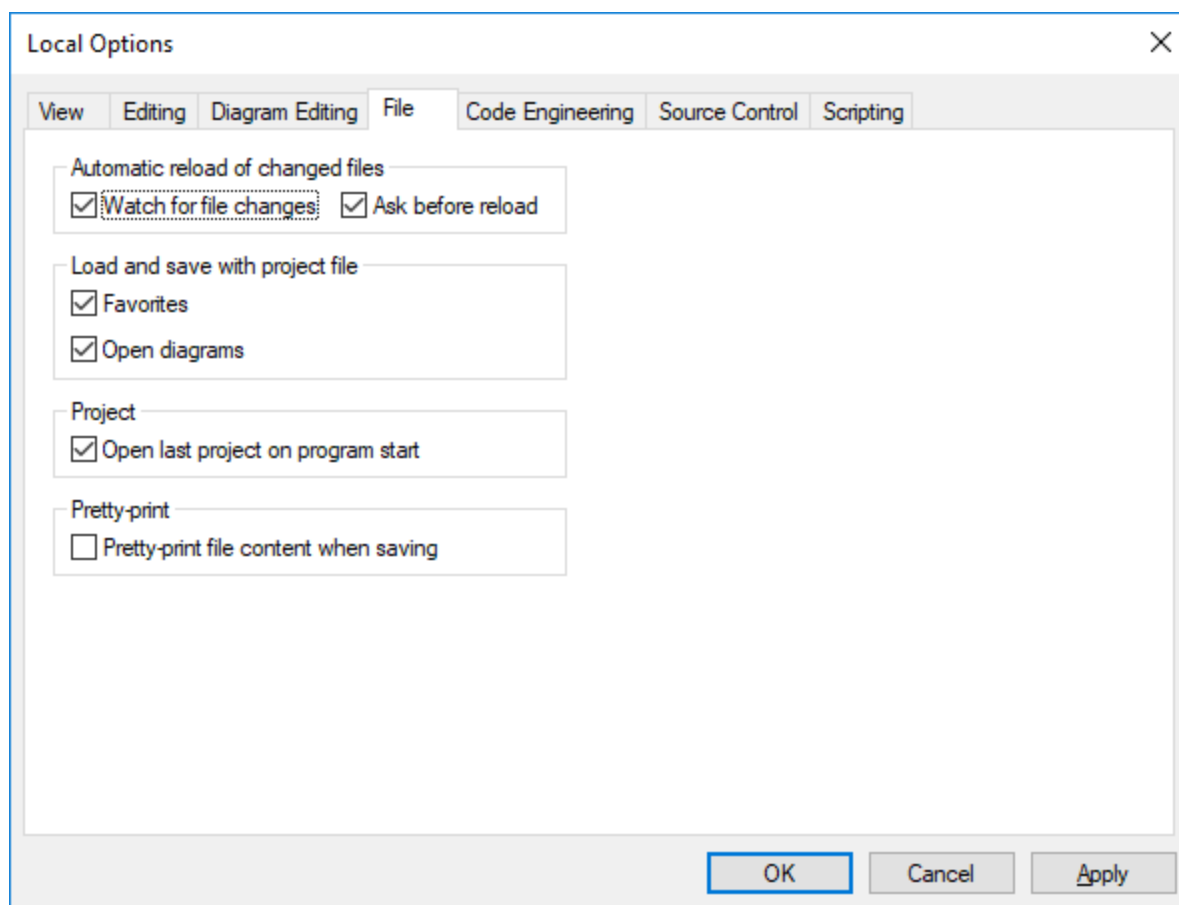 Local Options
View Editing Diagram Editing File Code Engineering Source Control Scripting
Automatic reload of changed files
Watch for file changes Ask before reload
Load and save with project file
Favorites
Open diagrams
Project
Open last project on program start
Pretty-print
Pretty-print file content when saving
OK Cancel Apply